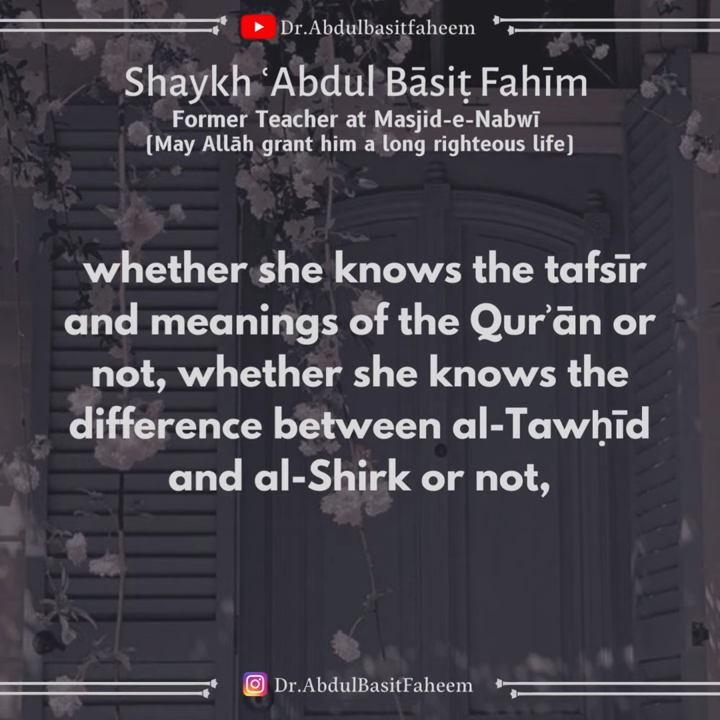 Dr.Abdulbasitfaheem
Shaykh ʿAbdul Bāsiṭ Fahīm
Former Teacher at Masjid-e-Nabwī
(May Allāh grant him a long righteous life)
whether she knows the tafsīr
and meanings of the Qurʾān or
not, whether she knows the
difference between al-Tawḥīd
and al-Shirk or not,
Dr.AbdulBasitFaheem